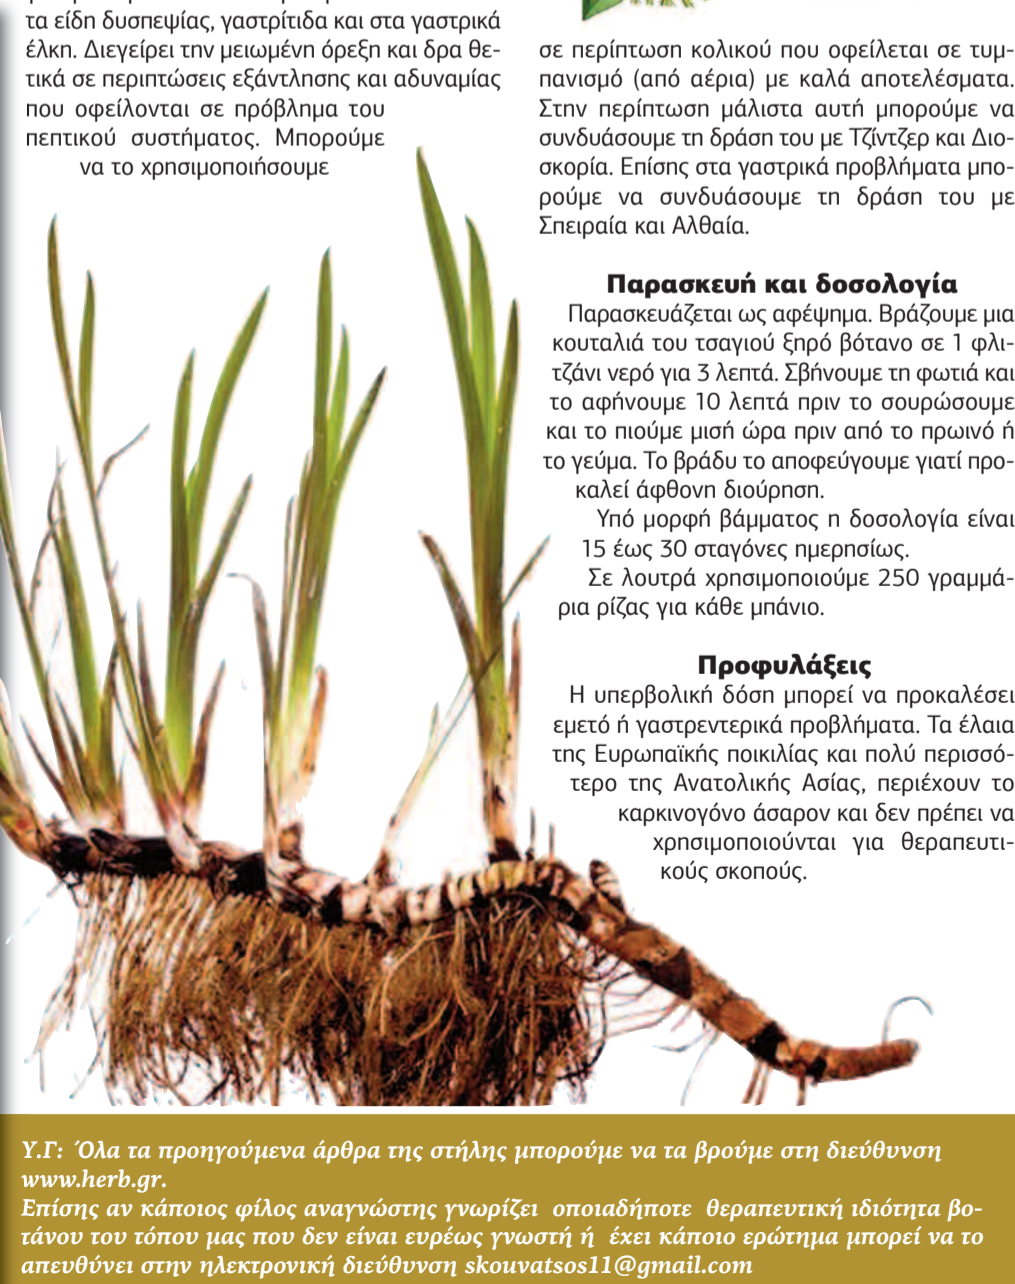 τα είδη δυσπεψίας, γαστρίτιδα και στα γαστρικά
έλκη. Διεγείρει την μειωμένη όρεξη και δρα θε-
τικά σε περιπτώσεις εξάντλησης και αδυναμίας
που οφείλονται σε πρόβλημα του
πεπτικού συστήματος. Μπορούμε
να το χρησιμοποιήσουμε
σε περίπτωση κολικού που οφείλεται σε τυμ-
πανισμό (από αέρια) με καλά αποτελέσματα.
Στην περίπτωση μάλιστα αυτή μπορούμε να
συνδυάσουμε τη δράση του με Τζίντζερ και Διο-
σκορία. Επίσης στα γαστρικά προβλήματα μπο-
ρούμε να συνδυάσουμε τη δράση του με
Σπειραία και Αλθαία.
Παρασκευή και δοσολογία
Παρασκευάζεται ως αφέψημα. Βράζουμε μια
κουταλιά του τσαγιού ξηρό βότανο σε 1 φλι-
τζάνι νερό για 3 λεπτά. Σβήνουμε τη φωτιά και
το αφήνουμε 10 λεπτά πριν το σουρώσουμε
και το πιούμε μισή ώρα πριν από το πρωινό ή
το γεύμα. Το βράδυ το αποφεύγουμε γιατί προ-
καλεί άφθονη διούρηση.
Υπό μορφή βάμματος η δοσολογία είναι
15 έως 30 σταγόνες ημερησίως.
Σε λουτρά χρησιμοποιούμε 250 γραμμά-
ρια ρίζας για κάθε μπάνιο.
Προφυλάξεις
Η υπερβολική δόση μπορεί να προκαλέσει
εμετό ή γαστρεντερικά προβλήματα. Τα έλαια
της Ευρωπαϊκής ποικιλίας και πολύ περισσό-
τερο της Ανατολικής Ασίας, περιέχουν το
καρκινογόνο άσαρον και δεν πρέπει να
χρησιμοποιούνται για θεραπευτι-
κούς σκοπούς.
Υ.Γ: Όλα τα προηγούμενα άρθρα της στήλης μπορούμε να τα βρούμε στη διεύθυνση
www.herb.gr.
Επίσης αν κάποιος φίλος αναγνώστης γνωρίζει οποιαδήποτε θεραπευτική ιδιότητα βο-
τάνου του τόπου μας που δεν είναι ευρέως γνωστή ή έχει κάποιο ερώτημα μπορεί να το
απευθύνει στην ηλεκτρονική διεύθυνση skouvatsos11@gmail.com